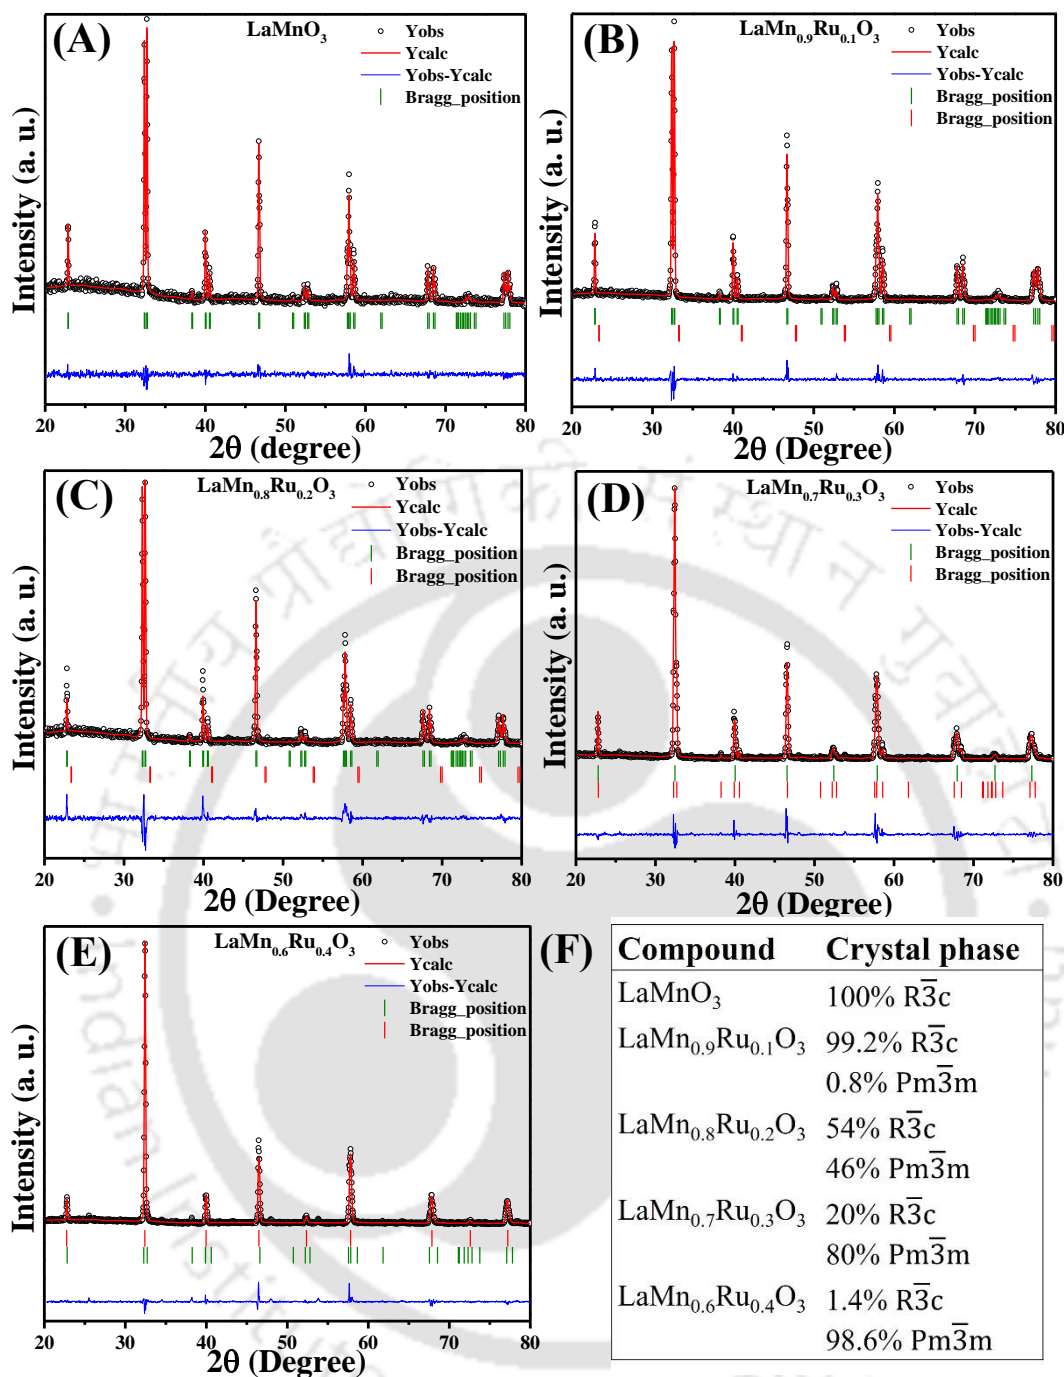 (A)
LaMnO₃
Yobs
Ycalc
Yobs-Ycalc
Bragg_position
Intensity (a. u.)
20 30 40 50 60 70 80
2θ (degree)
(B)
LaMn₀.₉Ru₀.₁O₃
Yobs
Ycalc
Yobs-Ycalc
Bragg_position
Bragg_position
Intensity (a. u.)
20 30 40 50 60 70 80
2θ (Degree)
(C)
LaMn₀.₈Ru₀.₂O₃
Yobs
Ycalc
Yobs-Ycalc
Bragg_position
Bragg_position
Intensity (a. u.)
20 30 40 50 60 70 80
2θ (Degree)
(D)
LaMn₀.₇Ru₀.₃O₃
Yobs
Ycalc
Yobs-Ycalc
Bragg_position
Bragg_position
Intensity (a. u.)
20 30 40 50 60 70 80
2θ (Degree)
(E)
LaMn₀.₆Ru₀.₄O₃
Yobs
Ycalc
Yobs-Ycalc
Bragg_position
Bragg_position
Intensity (a. u.)
20 30 40 50 60 70 80
2θ (Degree)
(F)
Compound Crystal phase
LaMnO₃ 100% R3̅c
LaMn₀.₉Ru₀.₁O₃ 99.2% R3̅c
0.8% Pm3̅m
LaMn₀.₈Ru₀.₂O₃ 54% R3̅c
46% Pm3̅m
LaMn₀.₇Ru₀.₃O₃ 20% R3̅c
80% Pm3̅m
LaMn₀.₆Ru₀.₄O₃ 1.4% R3̅c
98.6% Pm3̅m
Indian Institute